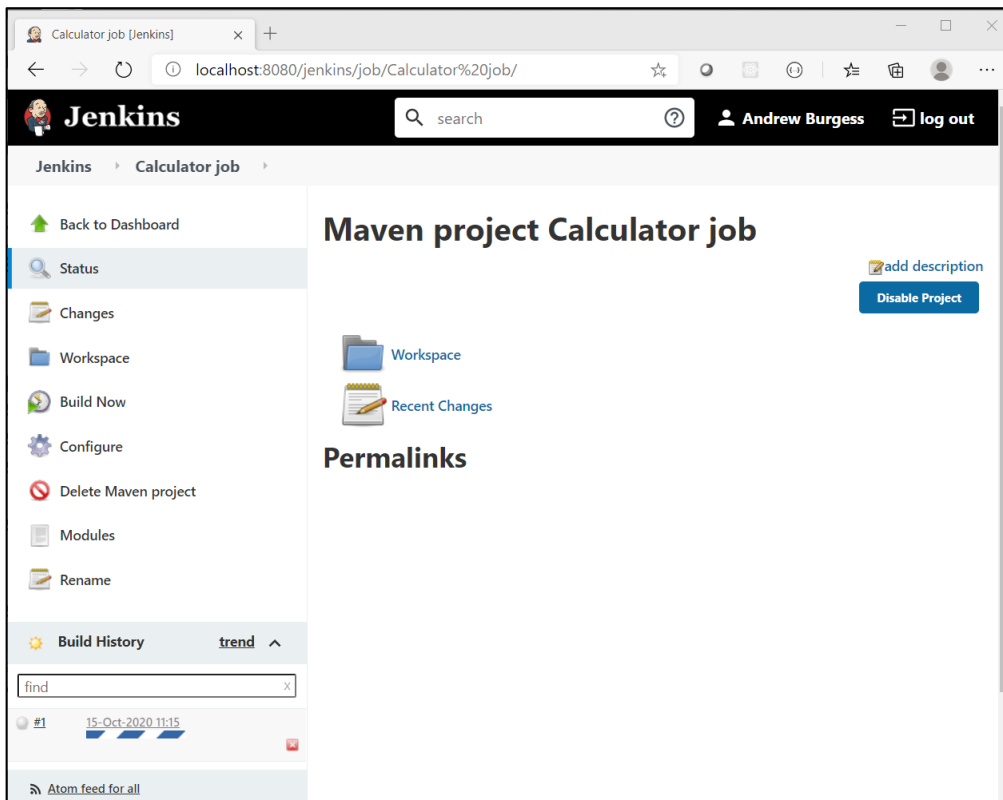 Calculator job [Jenkins]
localhost:8080/jenkins/job/Calculator%20job/
Jenkins
search
Andrew Burgess
log out
Jenkins
Calculator job
Back to Dashboard
Status
Changes
Workspace
Build Now
Configure
Delete Maven project
Modules
Rename
Build History
trend
find
x
#1
15-Oct-2020 11:15
Atom feed for all
Maven project Calculator job
add description
Disable Project
Workspace
Recent Changes
Permalinks